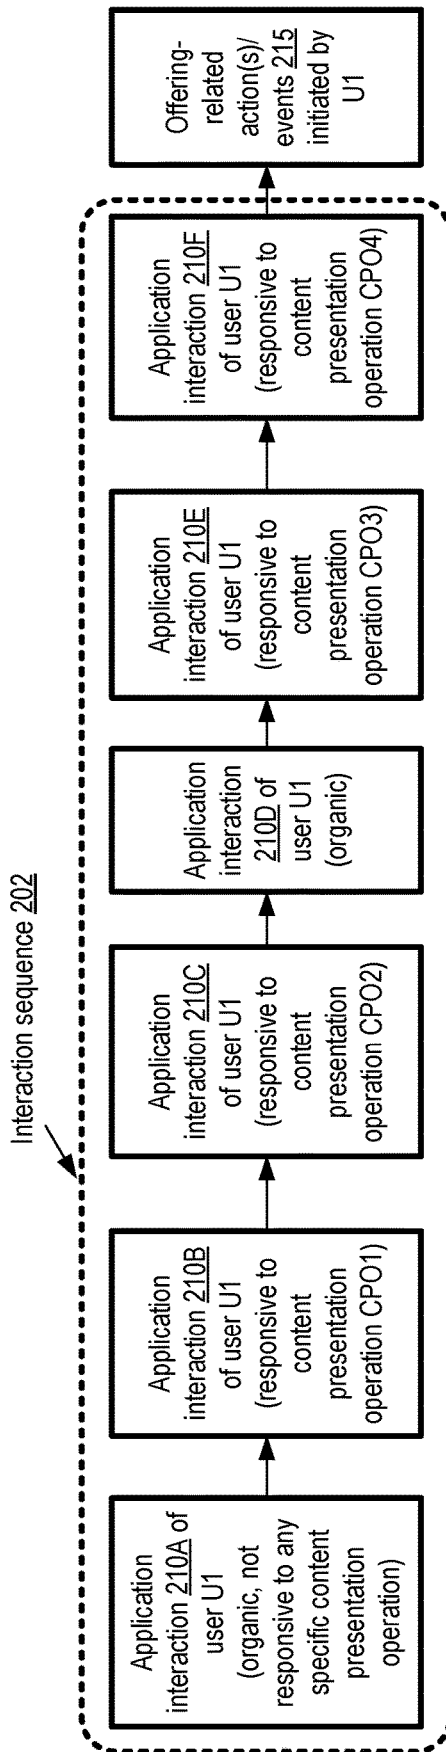 Interaction sequence 202
Application
interaction 210A of
user U1
(organic, not
responsive to any
specific content
presentation
operation)
Application
interaction 210B
of user U1
(responsive to
content
presentation
operation CPO1)
Application
interaction 210C
of user U1
(responsive to
content
presentation
operation CPO2)
Application
interaction
210D of
user U1
(organic)
Application
interaction 210E
of user U1
(responsive to
content
presentation
operation CPO3)
Application
interaction 210F
of user U1
(responsive to
content
presentation
operation CPO4)
Offering-
related
action(s)/
events 215
initiated by
U1